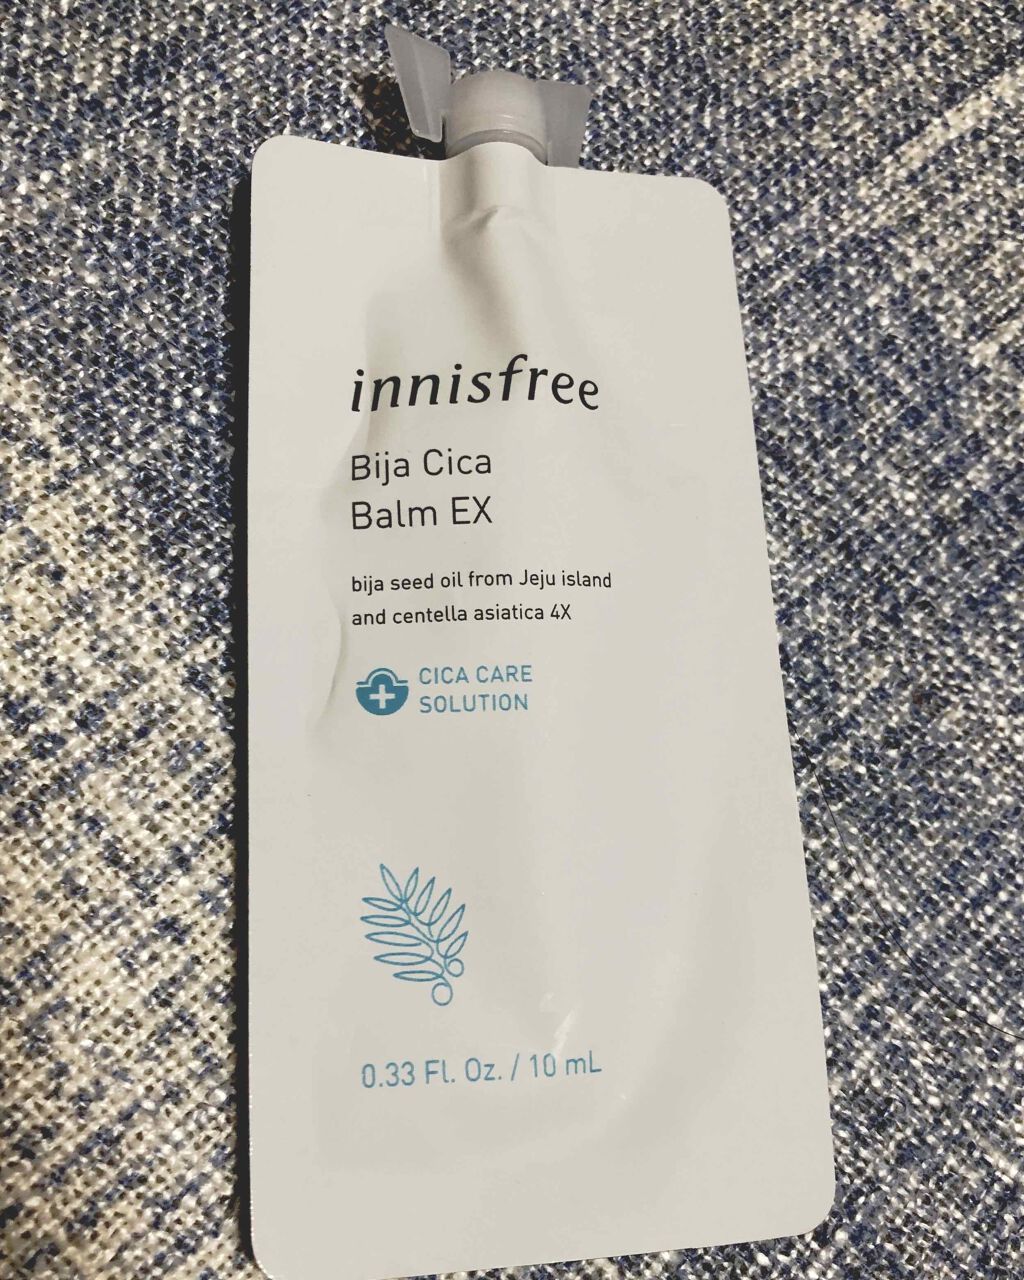 innisfree
Bija Cica
Balm EX
bija seed oil from Jeju island
and centella asiatica 4X
CICA CARE
SOLUTION
0.33 Fl. Oz. / 10 mL